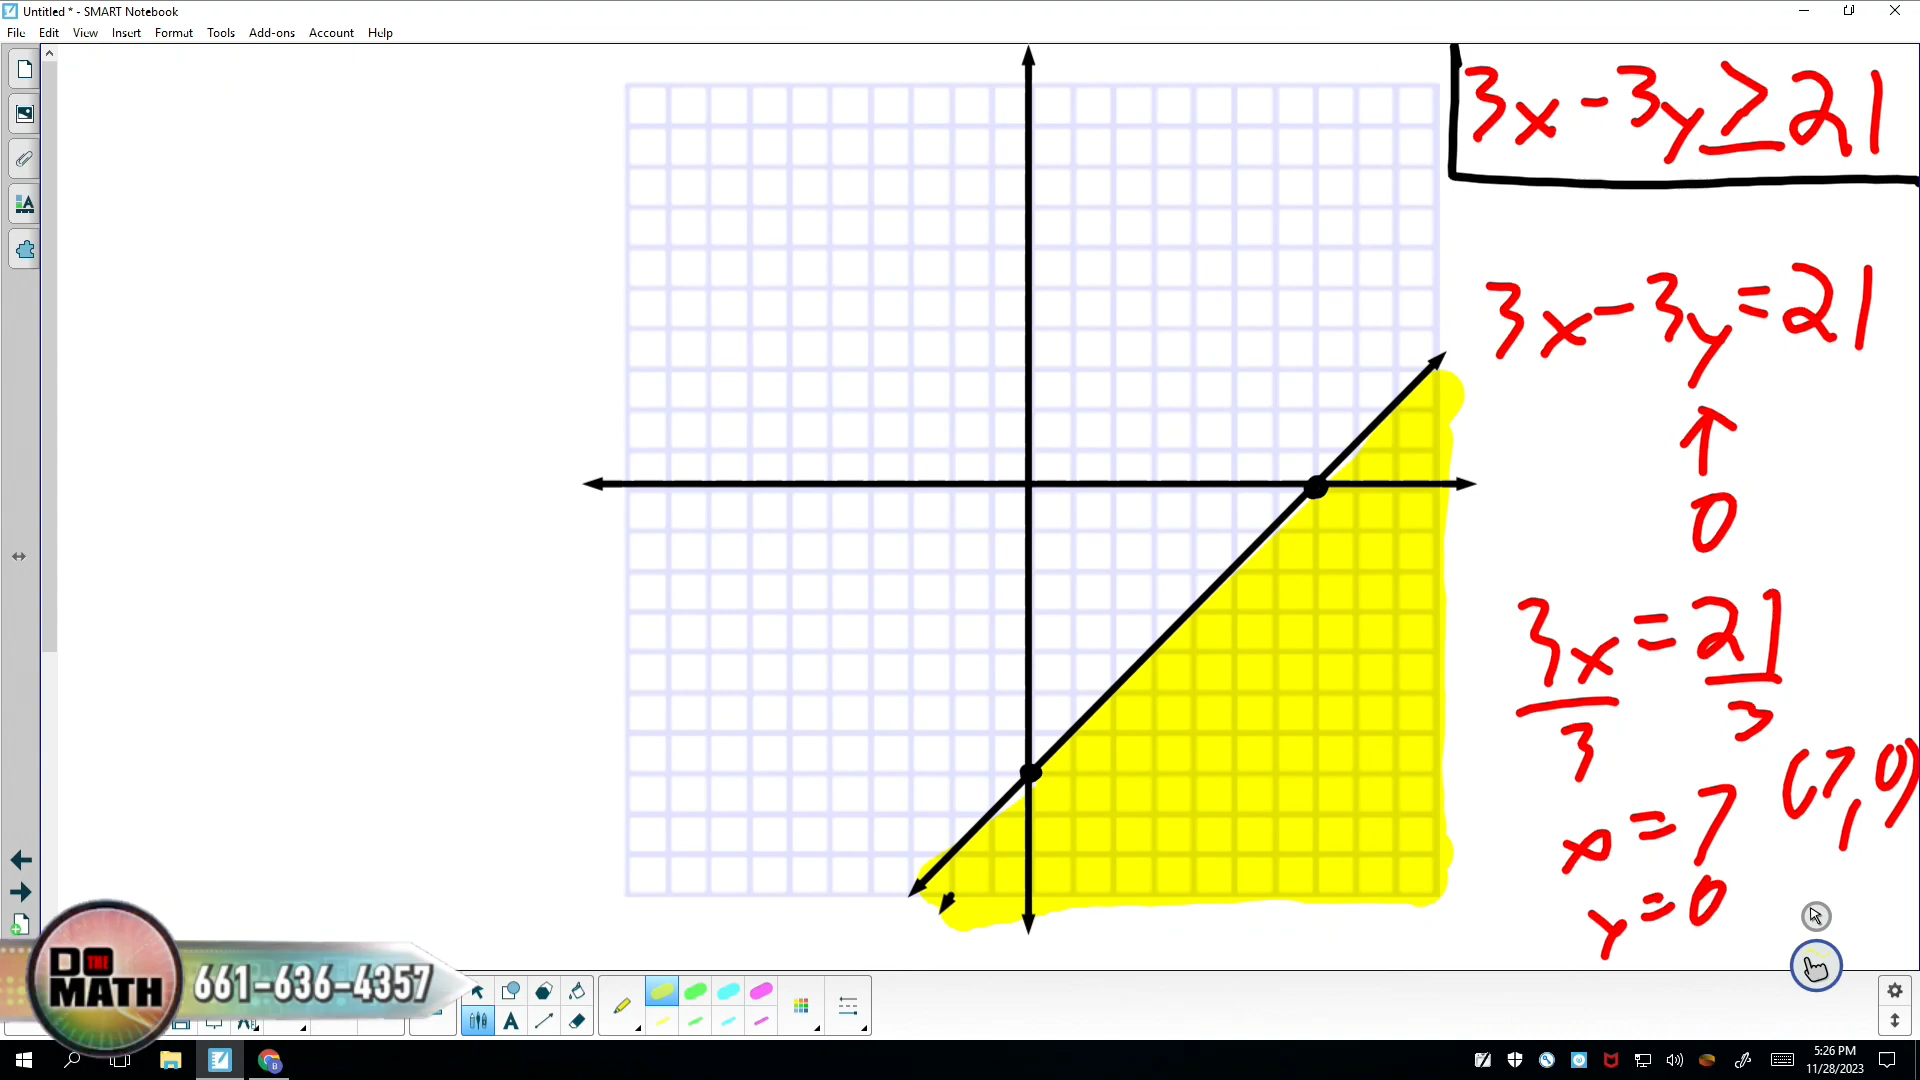 Untitled * - SMART Notebook
File Edit View Insert Format Tools Add-ons Account Help
3x-3y≥21
3x-3y=21
↑
0
3x=21
3 3
x=7 (7,0)
y=0
DO THE MATH
661-636-4357
5:26 PM
11/28/2023